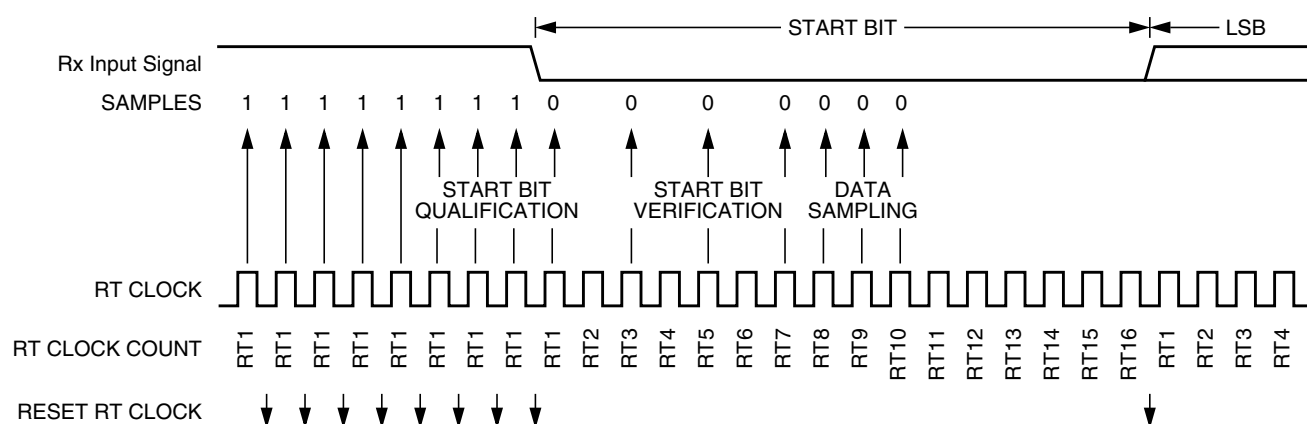 START BIT LSB
Rx Input Signal
SAMPLES 1 1 1 1 1 1 1 1 0 0 0 0 0 0 0
START BIT QUALIFICATION
START BIT VERIFICATION
DATA SAMPLING
RT CLOCK
RT CLOCK COUNT RT1 RT1 RT1 RT1 RT1 RT1 RT1 RT1 RT1 RT2 RT3 RT4 RT5 RT6 RT7 RT8 RT9 RT10 RT11 RT12 RT13 RT14 RT15 RT16 RT1 RT2 RT3 RT4
RESET RT CLOCK